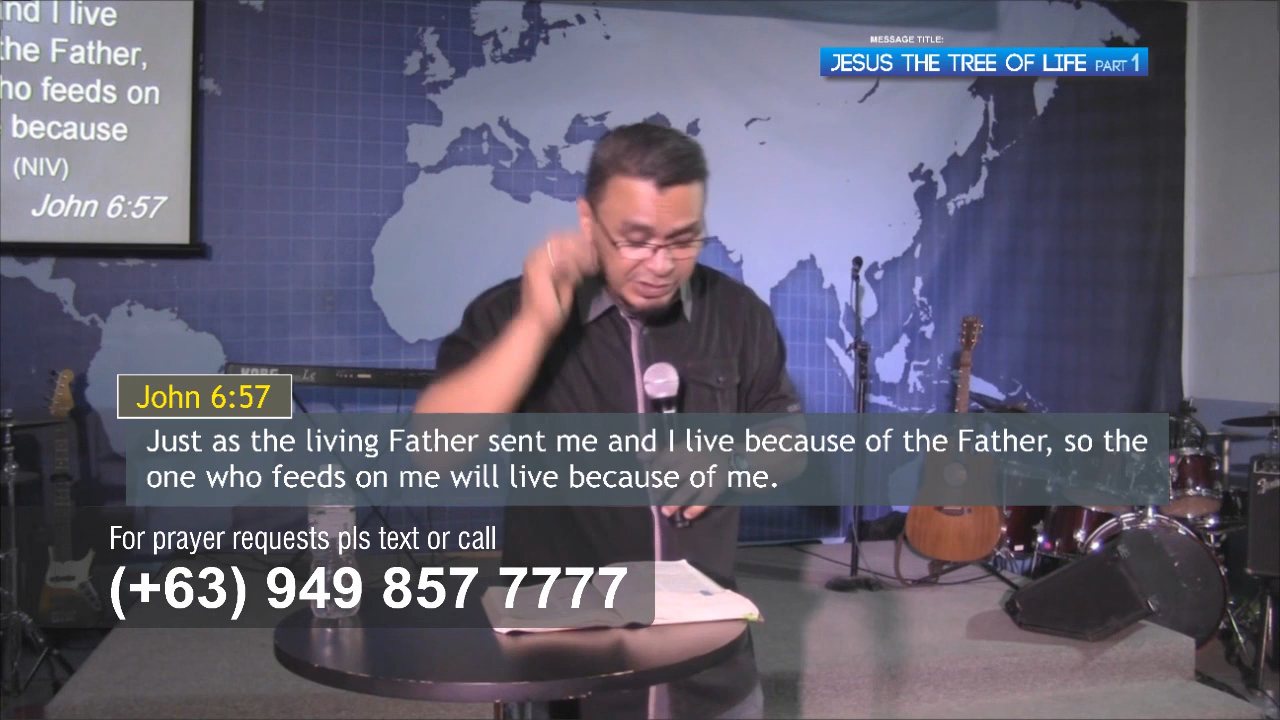 and I live
the Father,
who feeds on
because
(NIV)
John 6:57
MESSAGE TITLE:
JESUS THE TREE OF LIFE PART 1
KORG
John 6:57
Just as the living Father sent me and I live because of the Father, so the
one who feeds on me will live because of me.
For prayer requests pls text or call
(+63) 949 857 7777